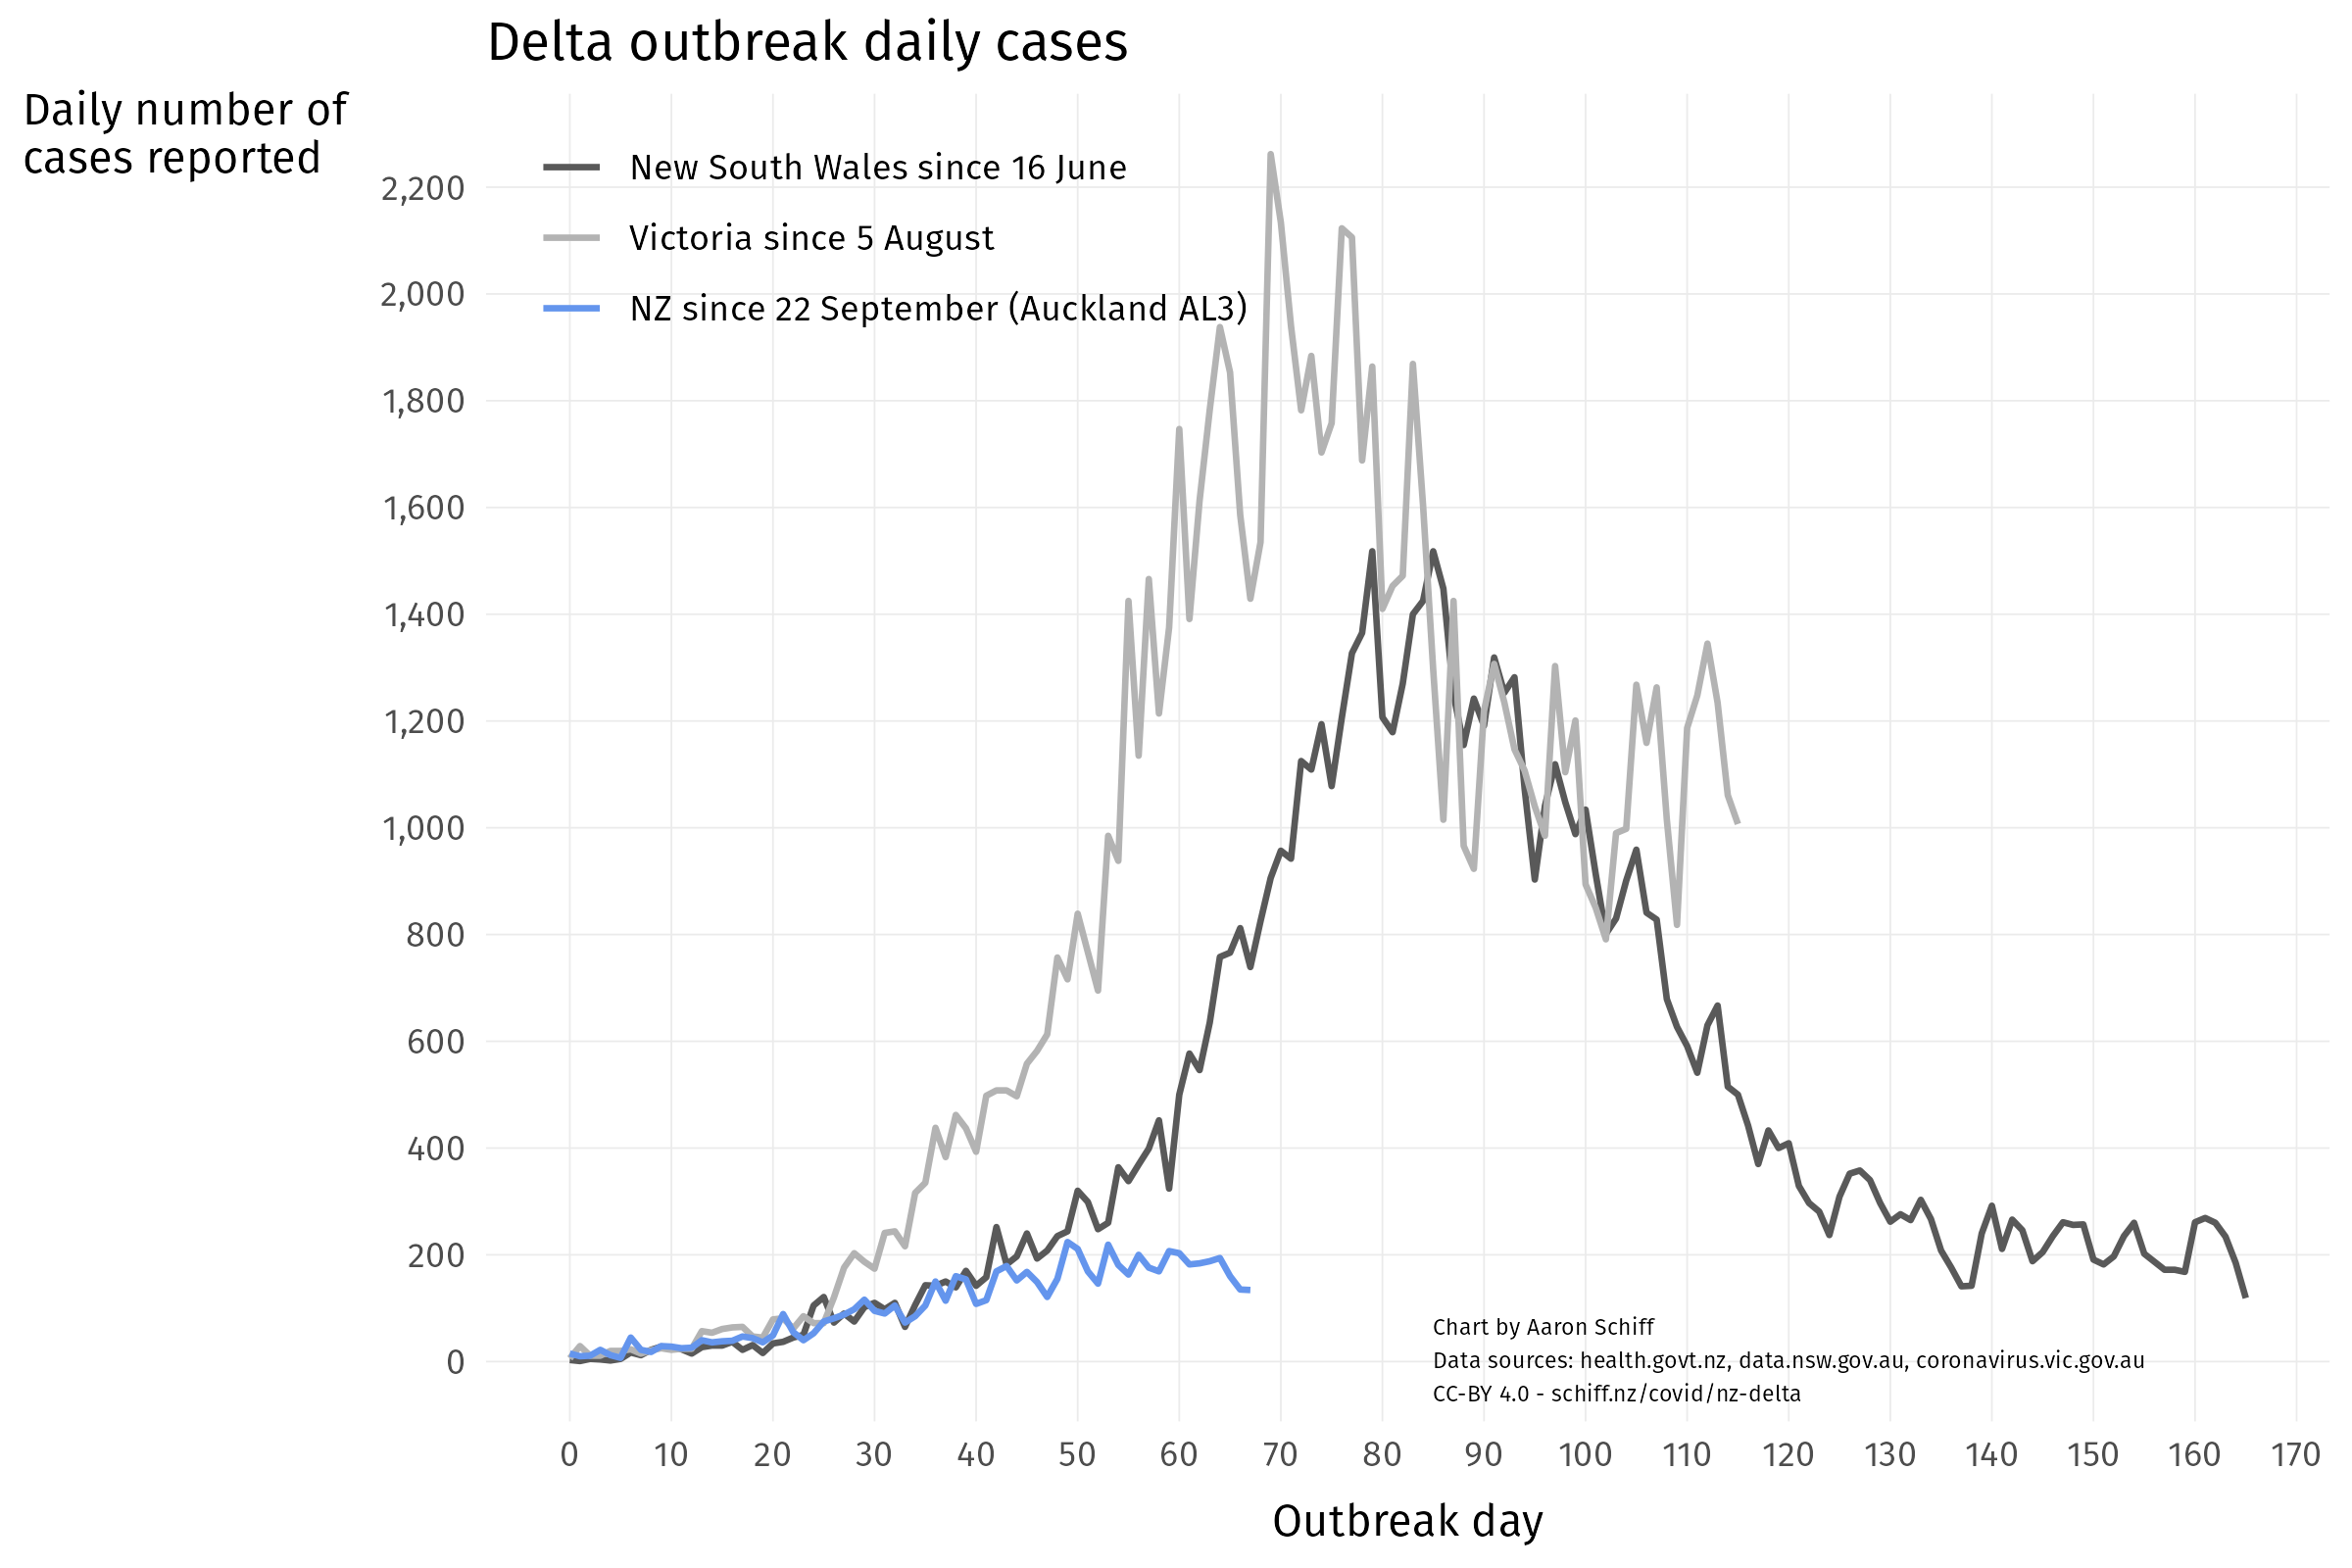 Delta outbreak daily cases
Daily number of
cases reported
New South Wales since 16 June
Victoria since 5 August
NZ since 22 September (Auckland AL3)
2,200
2,000
1,800
1,600
1,400
1,200
1,000
800
600
400
200
0
Chart by Aaron Schiff
Data sources: health.govt.nz, data.nsw.gov.au, coronavirus.vic.gov.au
CC-BY 4.0 - schiff.nz/covid/nz-delta
0 10 20 30 40 50 60 70 80 90 100 110 120 130 140 150 160 170
Outbreak day